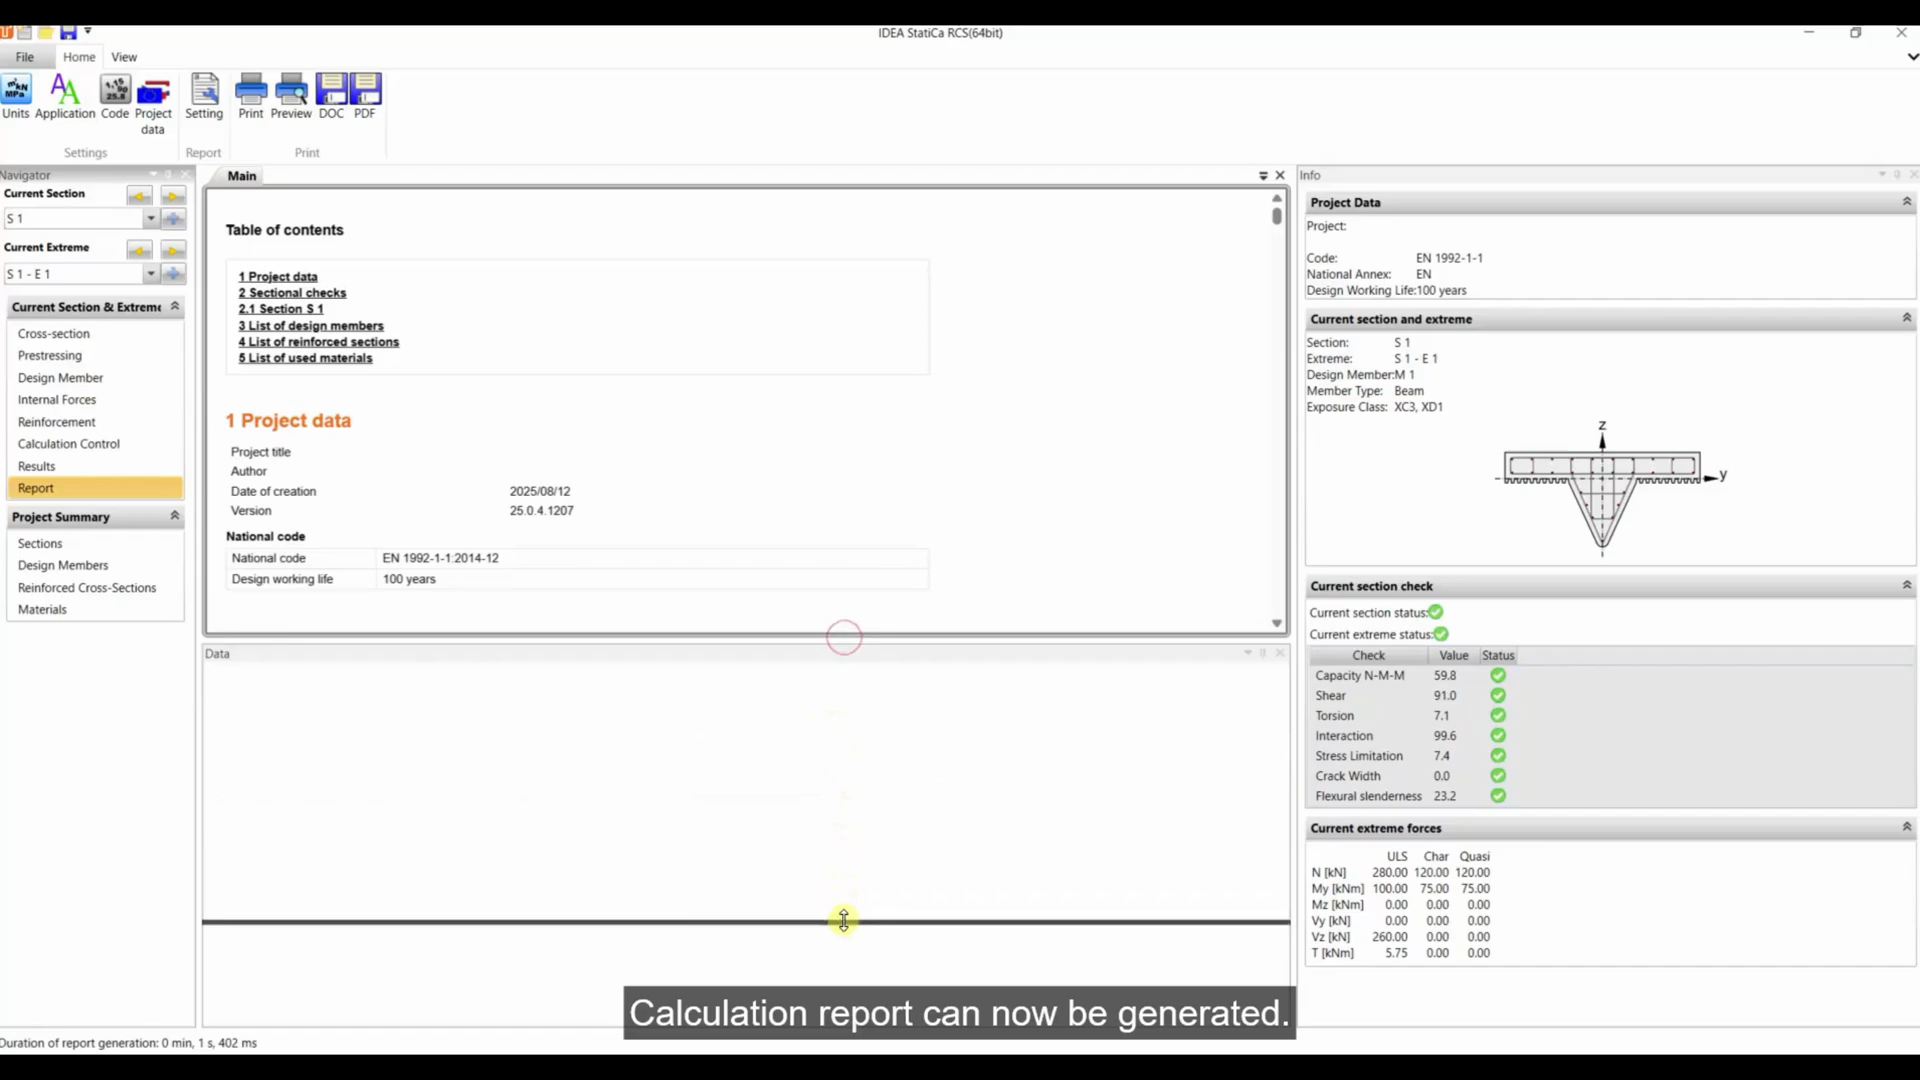 IDEA StatiCa RCS(64bit)
File Home View
Units Application Code Project data Setting Print Preview DOC PDF
Settings Report Print
Navigator
Current Section
S 1
Current Extreme
S 1 - E 1
Current Section & Extreme
Cross-section
Prestressing
Design Member
Internal Forces
Reinforcement
Calculation Control
Results
Report
Project Summary
Sections
Design Members
Reinforced Cross-Sections
Materials
Main
Table of contents
1 Project data
2 Sectional checks
2.1 Section S 1
3 List of design members
4 List of reinforced sections
5 List of used materials
1 Project data
Project title
Author
Date of creation 2025/08/12
Version 25.0.4.1207
National code
National code EN 1992-1-1:2014-12
Design working life 100 years
Data
Info
Project Data
Project:
Code: EN 1992-1-1
National Annex: EN
Design Working Life:100 years
Current section and extreme
Section: S 1
Extreme: S 1 - E 1
Design Member:M 1
Member Type: Beam
Exposure Class: XC3, XD1
z
y
Current section check
Current section status:
Current extreme status:
Check Value Status
Capacity N-M-M 59.8
Shear 91.0
Torsion 7.1
Interaction 99.6
Stress Limitation 7.4
Crack Width 0.0
Flexural slenderness 23.2
Current extreme forces
ULS Char Quasi
N [kN] 280.00 120.00 120.00
My [kNm] 100.00 75.00 75.00
Mz [kNm] 0.00 0.00 0.00
Vy [kN] 0.00 0.00 0.00
Vz [kN] 260.00 0.00 0.00
T [kNm] 5.75 0.00 0.00
Calculation report can now be generated.
Duration of report generation: 0 min, 1 s, 402 ms